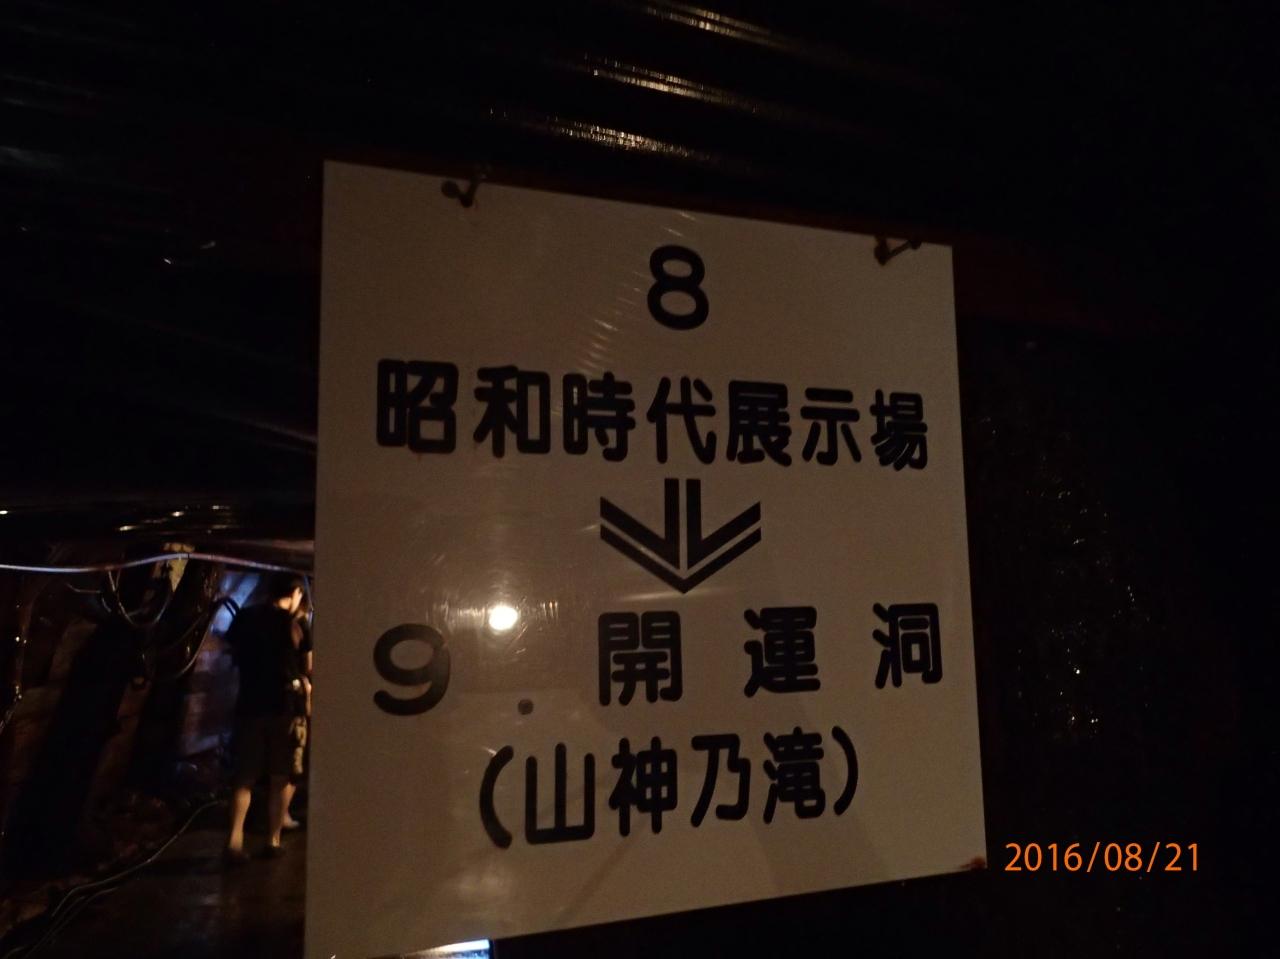 8
昭和時代展示場
9.開運洞
(山神乃滝)
2016/08/21